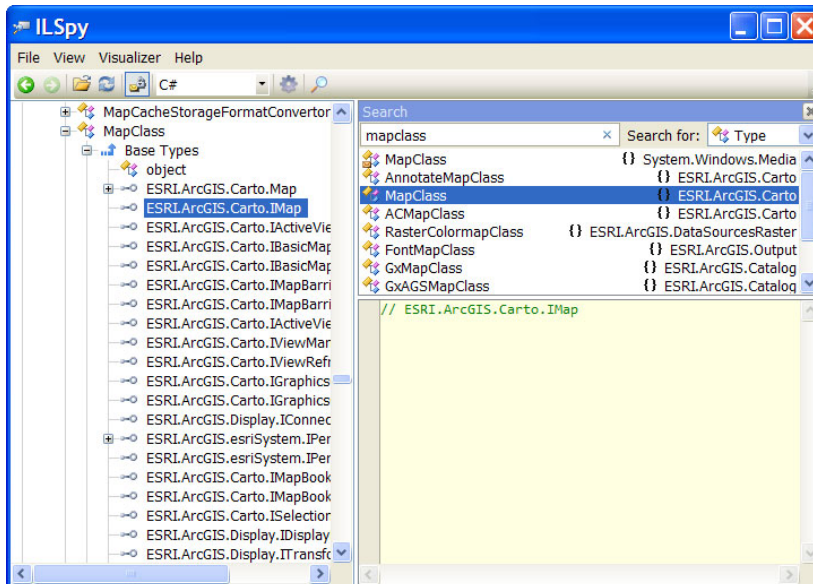 ILSpy
File View Visualizer Help
C#
MapCacheStorageFormatConvertor
MapClass
Base Types
object
ESRI.ArcGIS.Carto.Map
ESRI.ArcGIS.Carto.IMap
ESRI.ArcGIS.Carto.IActiveVie
ESRI.ArcGIS.Carto.IBasicMap
ESRI.ArcGIS.Carto.IBasicMap
ESRI.ArcGIS.Carto.IMapBarri
ESRI.ArcGIS.Carto.IMapBarri
ESRI.ArcGIS.Carto.IActiveVie
ESRI.ArcGIS.Carto.IViewMar
ESRI.ArcGIS.Carto.IViewRefr
ESRI.ArcGIS.Carto.IGraphics
ESRI.ArcGIS.Carto.IGraphics
ESRI.ArcGIS.Display.IConnec
ESRI.ArcGIS.esriSystem.IPer
ESRI.ArcGIS.esriSystem.IPer
ESRI.ArcGIS.Carto.IMapBook
ESRI.ArcGIS.Carto.IMapBook
ESRI.ArcGIS.Carto.ISelection
ESRI.ArcGIS.Display.IDisplay
ESRI.ArcGIS.Display.ITransfo
Search
mapclass Search for: Type
MapClass {} System.Windows.Media
AnnotateMapClass {} ESRI.ArcGIS.Carto
MapClass {} ESRI.ArcGIS.Carto
ACMapClass {} ESRI.ArcGIS.Carto
RasterColormapClass {} ESRI.ArcGIS.DataSourcesRaster
FontMapClass {} ESRI.ArcGIS.Output
GxMapClass {} ESRI.ArcGIS.Catalog
GxAGSMapClass {} ESRI.ArcGIS.Catalog
// ESRI.ArcGIS.Carto.IMap